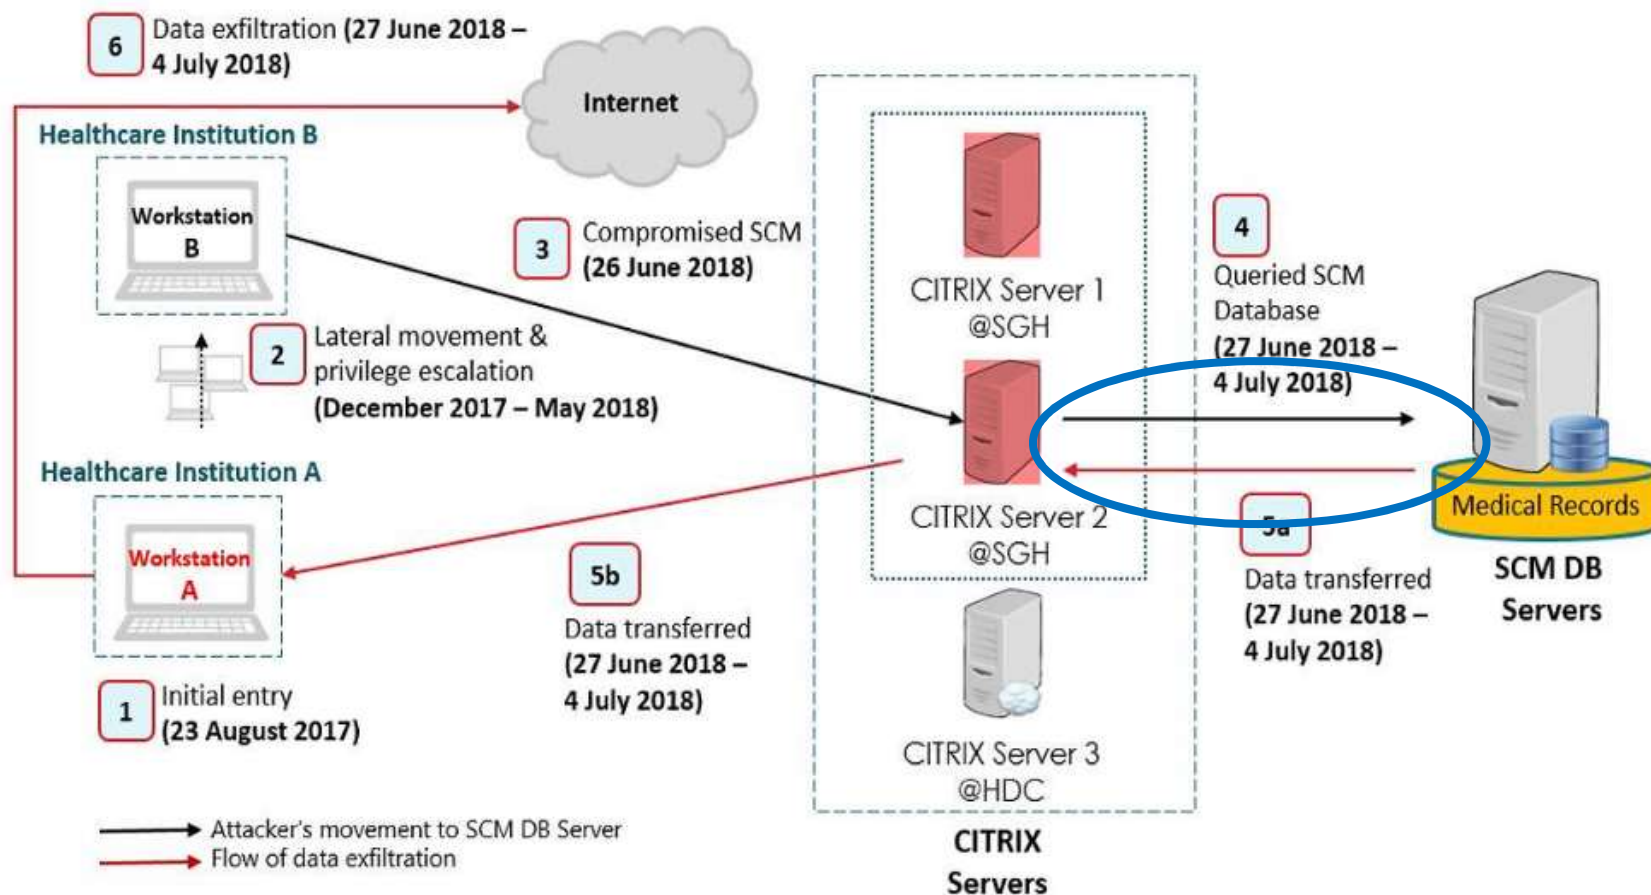 6
Data exfiltration (27 June 2018 –
4 July 2018)
Internet
Healthcare Institution B
Workstation
B
3
Compromised SCM
(26 June 2018)
2
Lateral movement &
privilege escalation
(December 2017 – May 2018)
Healthcare Institution A
Workstation
A
1
Initial entry
(23 August 2017)
5b
Data transferred
(27 June 2018 –
4 July 2018)
CITRIX Server 1
@SGH
CITRIX Server 2
@SGH
CITRIX Server 3
@HDC
CITRIX
Servers
4
Queried SCM
Database
(27 June 2018 –
4 July 2018)
5a
Data transferred
(27 June 2018 –
4 July 2018)
Medical Records
SCM DB
Servers
Attacker's movement to SCM DB Server
Flow of data exfiltration